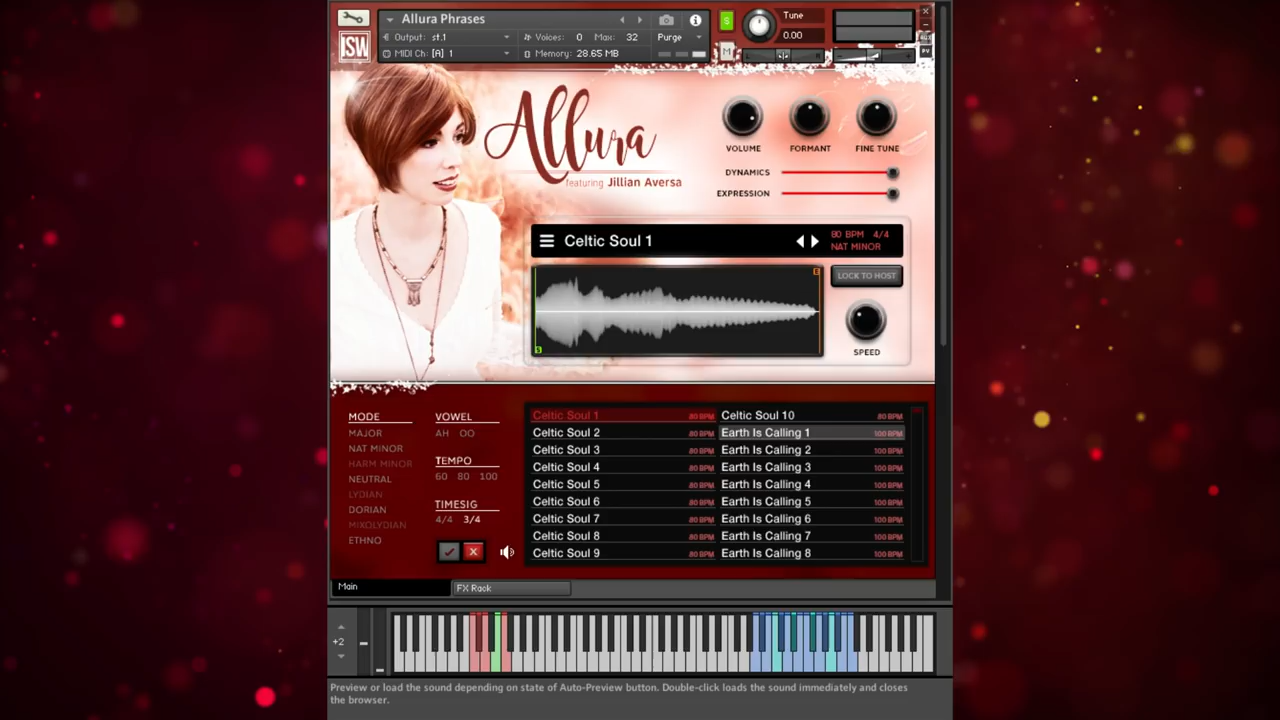 Allura Phrases
Output: st.1
Voices: 0 Max: 32
Purge
MIDI Ch: [A] 1
Memory: 28.65 MB
S
M
Tune
0.00
L
R
AUX
PV
ISW
Allura
featuring Jillian Aversa
VOLUME
FORMANT
FINE TUNE
DYNAMICS
EXPRESSION
Celtic Soul 1
80 BPM 4/4
NAT MINOR
LOCK TO HOST
SPEED
S
E
MODE
MAJOR
NAT MINOR
HARM MINOR
NEUTRAL
LYDIAN
DORIAN
MIXOLYDIAN
ETHNO
VOWEL
AH OO
TEMPO
60 80 100
TIMESIG
4/4 3/4
Celtic Soul 1 80 BPM
Celtic Soul 2 80 BPM
Celtic Soul 3 80 BPM
Celtic Soul 4 80 BPM
Celtic Soul 5 80 BPM
Celtic Soul 6 80 BPM
Celtic Soul 7 80 BPM
Celtic Soul 8 80 BPM
Celtic Soul 9 80 BPM
Celtic Soul 10 80 BPM
Earth Is Calling 1 100 BPM
Earth Is Calling 2 100 BPM
Earth Is Calling 3 100 BPM
Earth Is Calling 4 100 BPM
Earth Is Calling 5 100 BPM
Earth Is Calling 6 100 BPM
Earth Is Calling 7 100 BPM
Earth Is Calling 8 100 BPM
Main
FX Rack
+2
Preview or load the sound depending on state of Auto-Preview button. Double-click loads the sound immediately and closes
the browser.